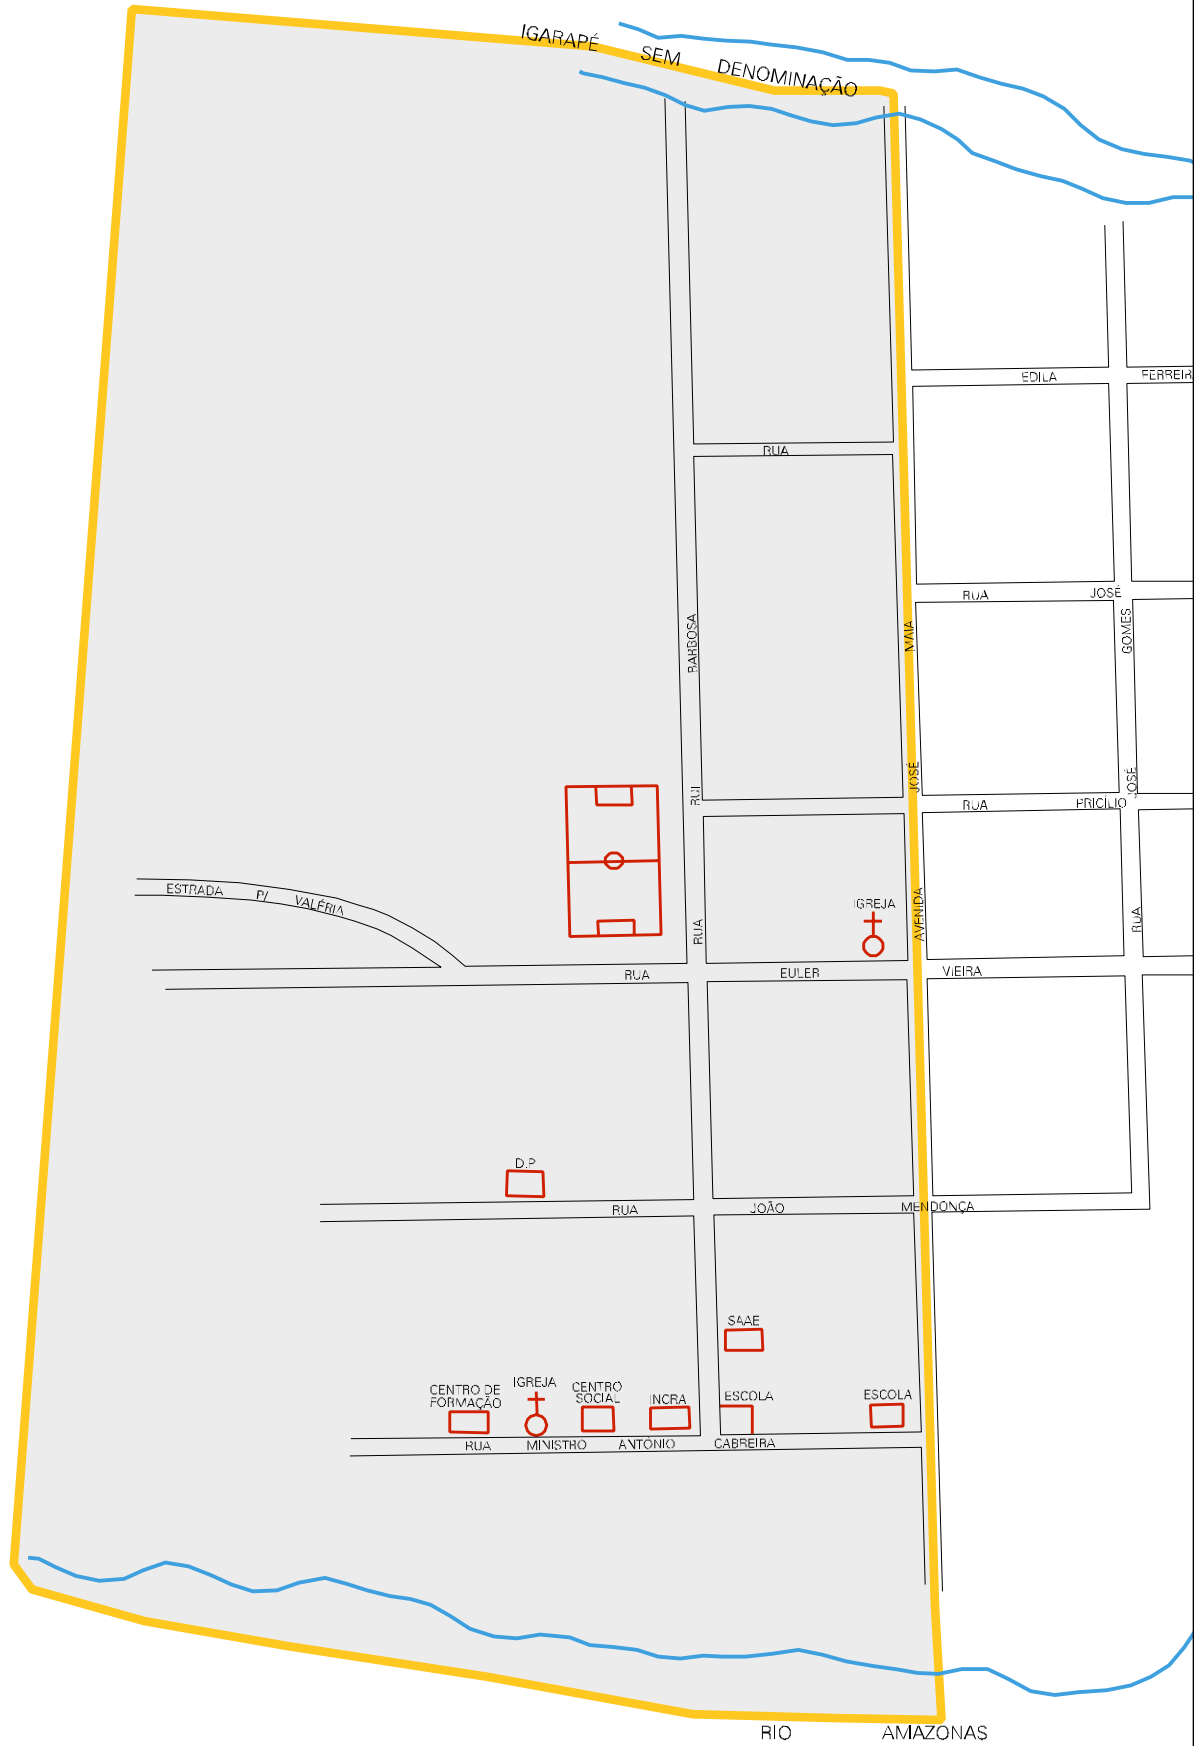 IGARAPÉ SEM DENOMINAÇÃO
EDILA FERREIR
RUA
RUA JOSÉ
RUA RUI BARBOSA
AVENIDA JOSÉ MAIA
RUA JOSÉ GOMES
RUA PRICÍLIO
ESTRADA P/ VALÉRIA
IGREJA
RUA EULER VIEIRA
D.P
RUA JOÃO MENDONÇA
SAAE
CENTRO DE
FORMAÇÃO
IGREJA
CENTRO
SOCIAL
INCRA
ESCOLA
ESCOLA
RUA MINISTRO ANTÔNIO CABREIRA
RIO AMAZONAS